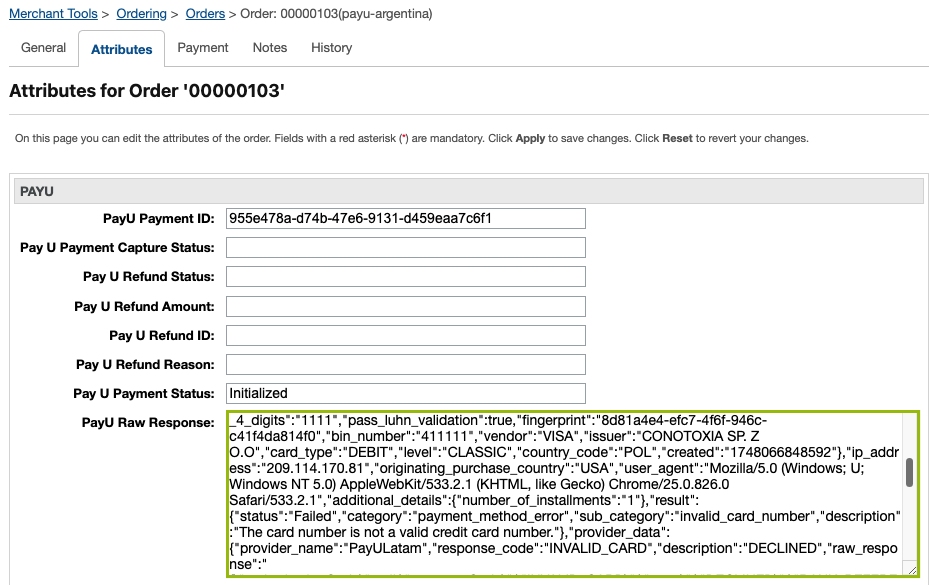 Merchant Tools > Ordering > Orders > Order: 00000103(payu-argentina)
General Attributes Payment Notes History
Attributes for Order '00000103'
On this page you can edit the attributes of the order. Fields with a red asterisk (*) are mandatory. Click Apply to save changes. Click Reset to revert your changes.
PAYU
PayU Payment ID: 955e478a-d74b-47e6-9131-d459eaa7c6f1
Pay U Payment Capture Status:
Pay U Refund Status:
Pay U Refund Amount:
Pay U Refund ID:
Pay U Refund Reason:
Pay U Payment Status: Initialized
PayU Raw Response: _4_digits":"1111","pass_luhn_validation":true,"fingerprint":"8d81a4e4-efc7-4f6f-946c-
c41f4da814f0","bin_number":"411111","vendor":"VISA","issuer":"CONOTOXIA SP. Z
O.O","card_type":"DEBIT","level":"CLASSIC","country_code":"POL","created":"1748066848592"},"ip_addr
ess":"209.114.170.81","originating_purchase_country":"USA","user_agent":"Mozilla/5.0 (Windows; U;
Windows NT 5.0) AppleWebKit/533.2.1 (KHTML, like Gecko) Chrome/25.0.826.0
Safari/533.2.1","additional_details":{"number_of_installments":"1"},"result":
{"status":"Failed","category":"payment_method_error","sub_category":"invalid_card_number","description"
:"The card number is not a valid credit card number."},"provider_data":
{"provider_name":"PayULatam","response_code":"INVALID_CARD","description":"DECLINED","raw_respo
nse":"